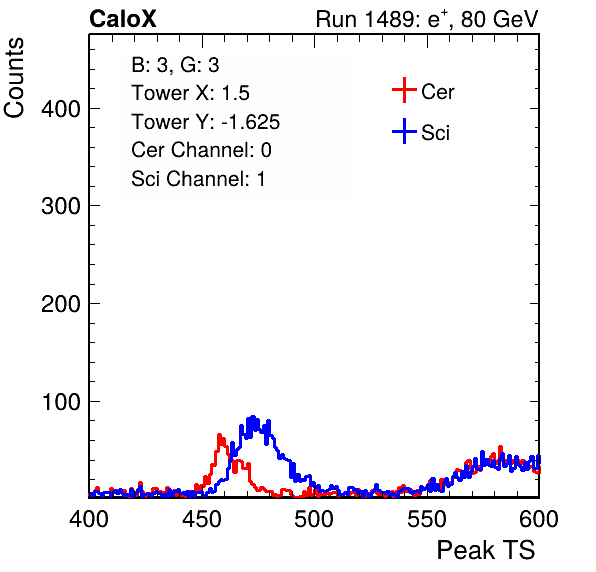 CaloX
Run 1489: e+, 80 GeV
Counts
B: 3, G: 3
Tower X: 1.5
Tower Y: -1.625
Cer Channel: 0
Sci Channel: 1
Cer
Sci
400
300
200
100
400 450 500 550 600
Peak TS